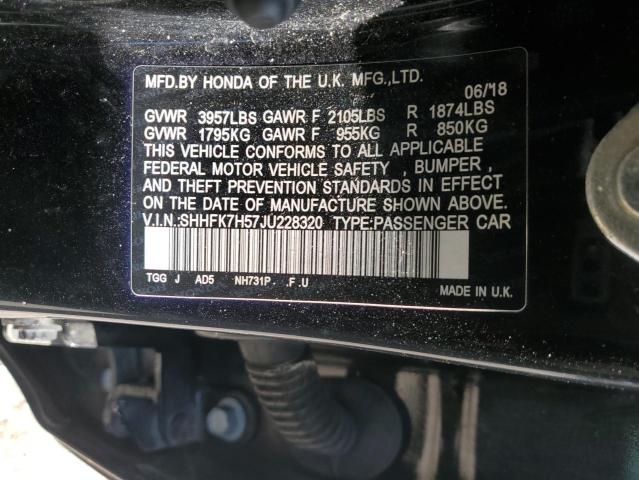 MFD.BY HONDA OF THE U.K. MFG.,LTD.
06/18
GVWR 3957LBS GAWR F 2105LBS R 1874LBS
GVWR 1795KG GAWR F 955KG R 850KG
THIS VEHICLE CONFORMS TO ALL APPLICABLE
FEDERAL MOTOR VEHICLE SAFETY , BUMPER ,
AND THEFT PREVENTION STANDARDS IN EFFECT
ON THE DATE OF MANUFACTURE SHOWN ABOVE.
V.I.N.:SHHFK7H57JU228320 TYPE:PASSENGER CAR
TGG J AD5 NH731P .F .U
MADE IN U.K.